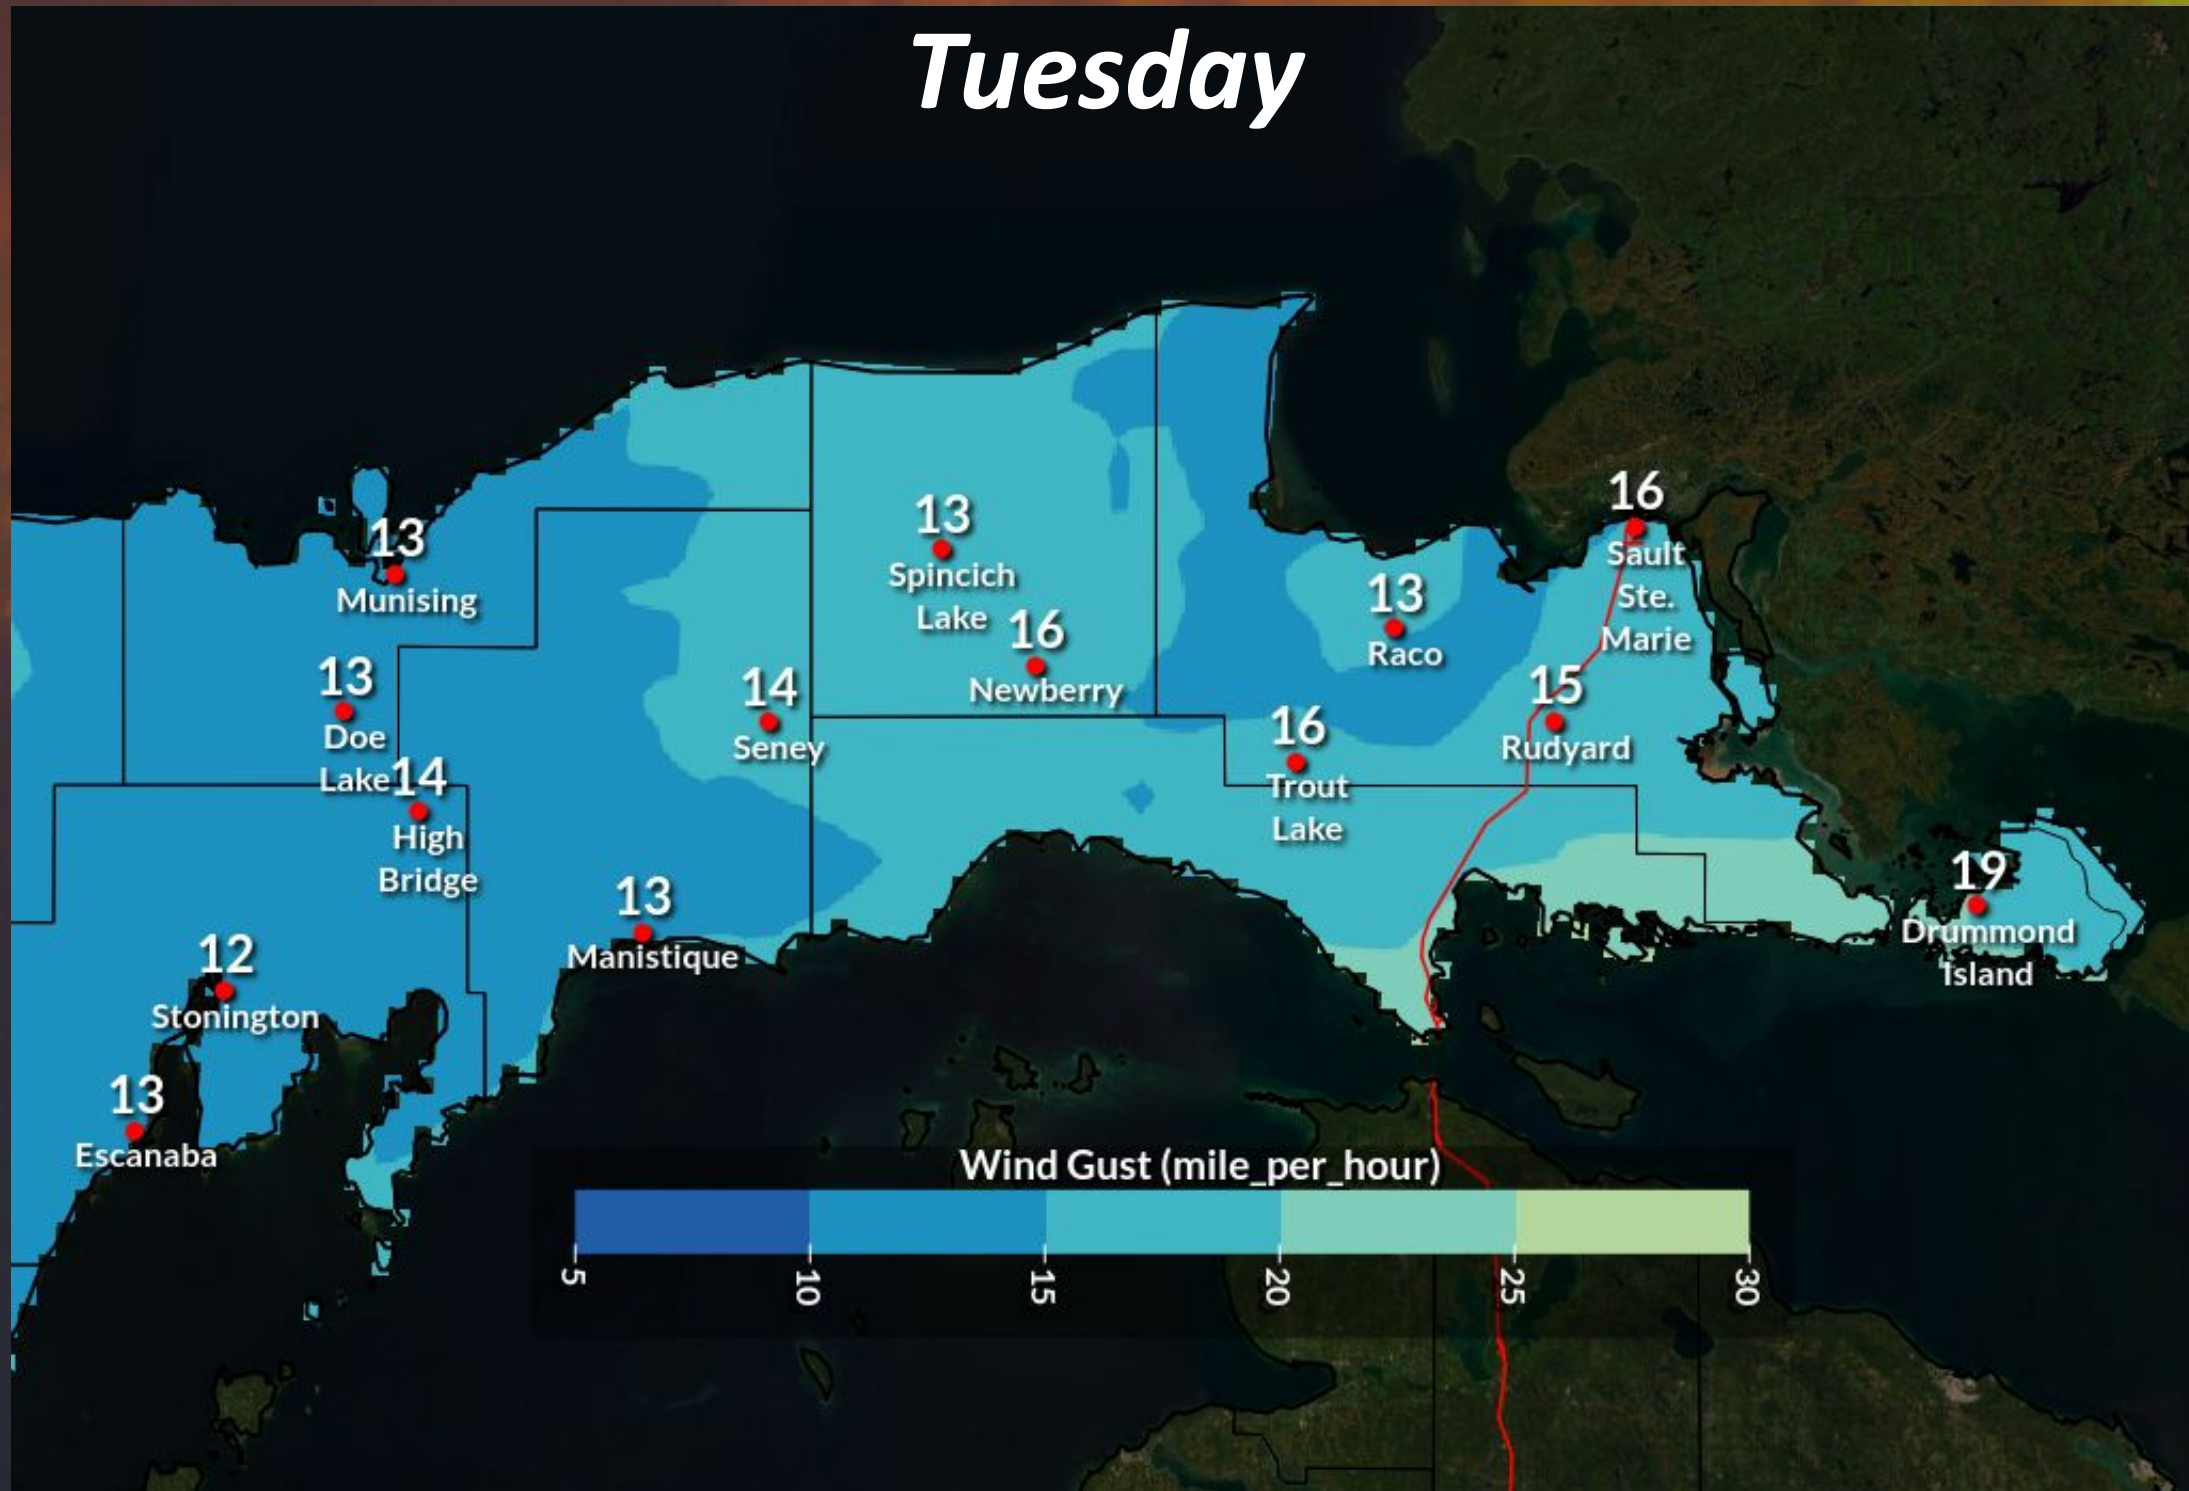 Tuesday
16
Sault
Ste.
Marie
13
Spincich
Lake
13
Munising
13
Raco
16
Newberry
13
Doe
Lake
14
Seney
15
Rudyard
16
Trout
Lake
14
High
Bridge
19
Drummond
Island
13
Manistique
12
Stonington
13
Escanaba
Wind Gust (mile_per_hour)
5
10
15
20
25
30